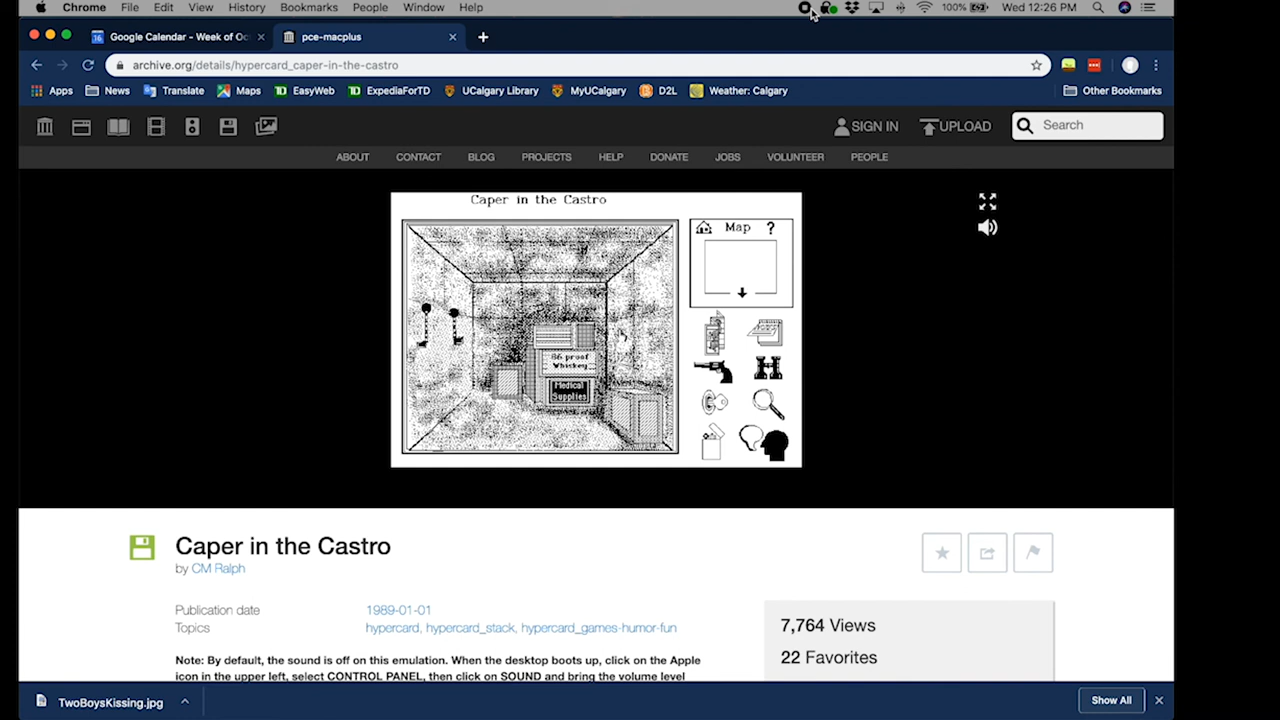 Chrome File Edit View History Bookmarks People Window Help 100% Wed 12:26 PM
Google Calendar - Week of Oc pce-macplus
archive.org/details/hypercard_caper-in-the-castro
Apps News Translate Maps EasyWeb ExpediaForTD UCalgary Library MyUCalgary D2L Weather: Calgary Other Bookmarks
SIGN IN UPLOAD Search
ABOUT CONTACT BLOG PROJECTS HELP DONATE JOBS VOLUNTEER PEOPLE
Caper in the Castro
Map ?
86 proof
Whiskey
Medical
Supplies
Caper in the Castro
by CM Ralph
Publication date 1989-01-01
Topics hypercard, hypercard_stack, hypercard_games-humor-fun
7,764 Views
22 Favorites
Note: By default, the sound is off on this emulation. When the desktop boots up, click on the Apple
icon in the upper left, select CONTROL PANEL, then click on SOUND and bring the volume level
TwoBoysKissing.jpg Show All